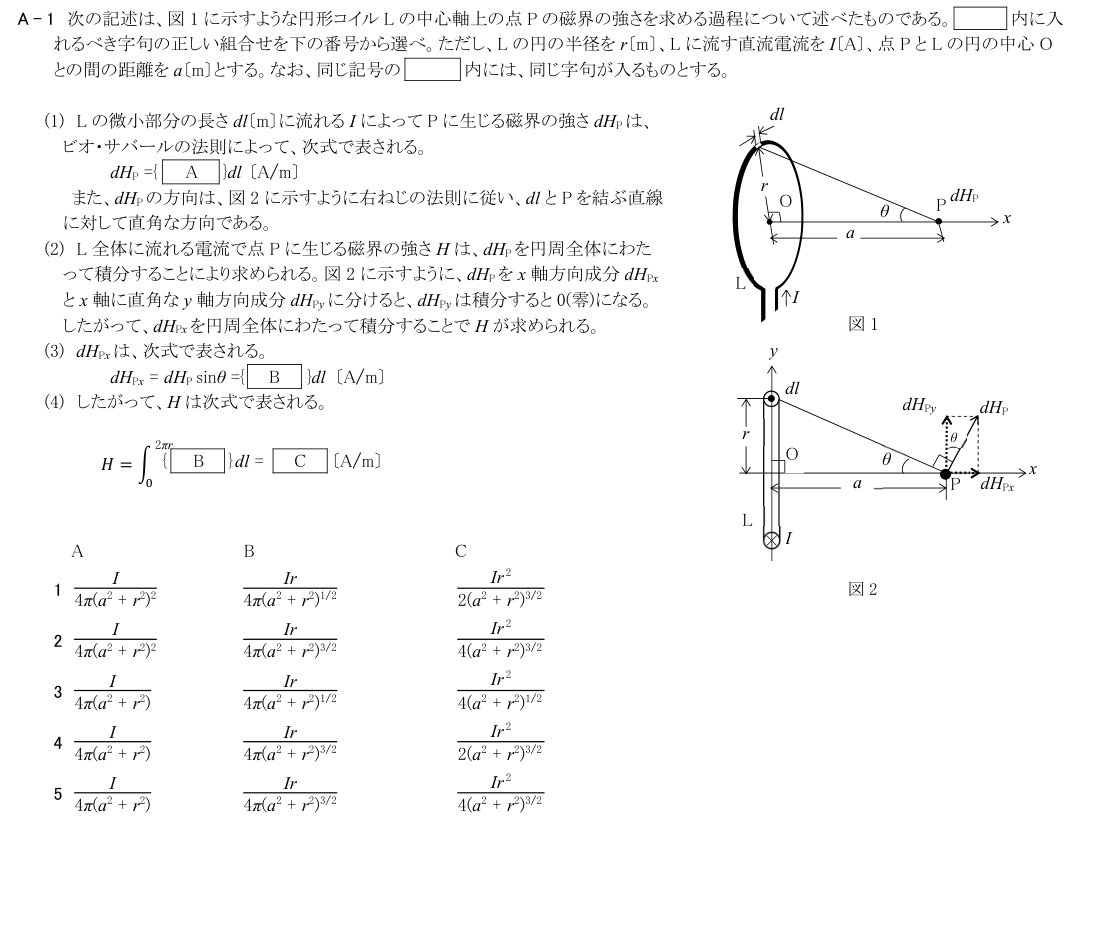 A－1 次の記述は、図1に示すような円形コイルLの中心軸上の点Pの磁界の強さを求める過程について述べたものである。　　　内に入
れるべき字句の正しい組合せを下の番号から選べ。ただし、Lの円の半径をr〔m〕、Lに流す直流電流をI〔A〕、点PとLの円の中心O
との間の距離をa〔m〕とする。なお、同じ記号の　　　内には、同じ字句が入るものとする。
(1) Lの微小部分の長さdl〔m〕に流れるIによってPに生じる磁界の強さdHPは、
ビオ・サバールの法則によって、次式で表される。
dHP ={ A }dl 〔A/m〕
また、dHPの方向は、図2に示すように右ねじの法則に従い、dlとPを結ぶ直線
に対して直角な方向である。
(2) L全体に流れる電流で点Pに生じる磁界の強さHは、dHPを円周全体にわた
って積分することにより求められる。図2に示すように、dHPをx軸方向成分dHPx
とx軸に直角なy軸方向成分dHPyに分けると、dHPyは積分すると0(零)になる。
したがって、dHPxを円周全体にわたって積分することでHが求められる。
(3) dHPxは、次式で表される。
dHPx = dHP sinθ ={ B }dl 〔A/m〕
(4) したがって、Hは次式で表される。
H = ∫₀^2πr { B }dl = C 〔A/m〕
A B C
1 I/4π(a² + r²)² Ir/4π(a² + r²)^1/2 Ir²/2(a² + r²)^3/2
2 I/4π(a² + r²)² Ir/4π(a² + r²)^3/2 Ir²/4(a² + r²)^3/2
3 I/4π(a² + r²) Ir/4π(a² + r²)^1/2 Ir²/4(a² + r²)^1/2
4 I/4π(a² + r²) Ir/4π(a² + r²)^3/2 Ir²/2(a² + r²)^3/2
5 I/4π(a² + r²) Ir/4π(a² + r²)^3/2 Ir²/4(a² + r²)^3/2
dl
r
O
θ
P
dHP
x
a
L
I
図1
y
dl
dHPy
dHP
r
θ
O
θ
x
a
P
dHPx
L
I
図2